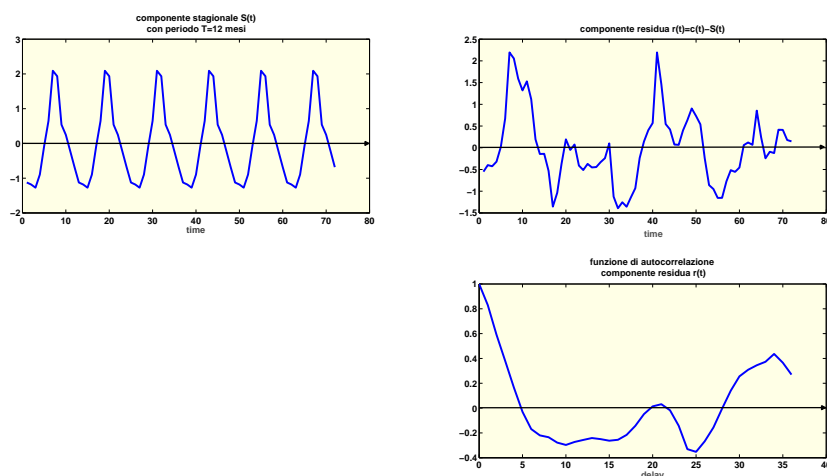 componente stagionale S(t)
con periodo T=12 mesi
3
2
1
0
−1
−2
0 10 20 30 40 50 60 70 80
time
componente residua r(t)=c(t)−S(t)
2.5
2
1.5
1
0.5
0
−0.5
−1
−1.5
0 10 20 30 40 50 60 70 80
time
funzione di autocorrelazione
componente residua r(t)
1
0.8
0.6
0.4
0.2
0
−0.2
−0.4
0 5 10 15 20 25 30 35 40
delay